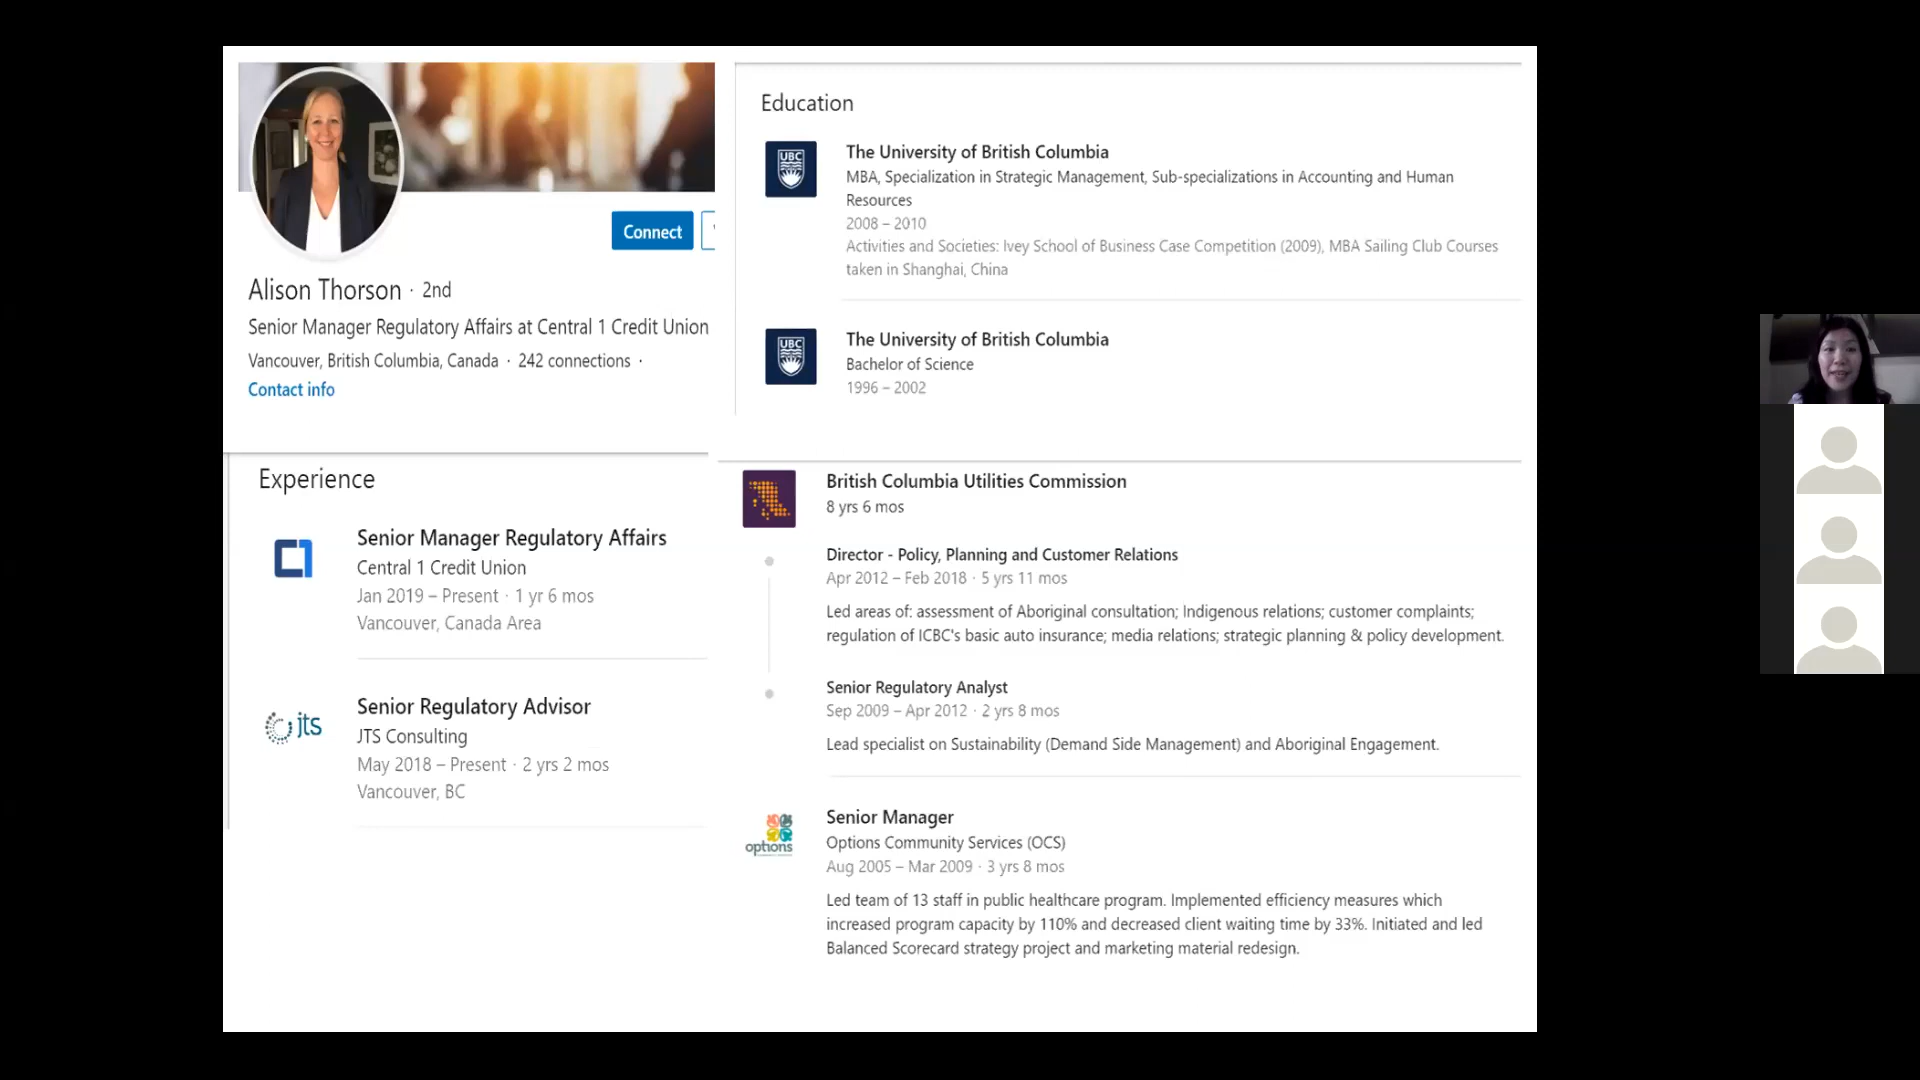 Alison Thorson · 2nd
Connect
Senior Manager Regulatory Affairs at Central 1 Credit Union
Vancouver, British Columbia, Canada · 242 connections ·
Contact info
Education
UBC
The University of British Columbia
MBA, Specialization in Strategic Management, Sub-specializations in Accounting and Human
Resources
2008 – 2010
Activities and Societies: Ivey School of Business Case Competition (2009), MBA Sailing Club Courses
taken in Shanghai, China
UBC
The University of British Columbia
Bachelor of Science
1996 – 2002
Experience
Senior Manager Regulatory Affairs
Central 1 Credit Union
Jan 2019 – Present · 1 yr 6 mos
Vancouver, Canada Area
jts
Senior Regulatory Advisor
JTS Consulting
May 2018 – Present · 2 yrs 2 mos
Vancouver, BC
British Columbia Utilities Commission
8 yrs 6 mos
Director - Policy, Planning and Customer Relations
Apr 2012 – Feb 2018 · 5 yrs 11 mos
Led areas of: assessment of Aboriginal consultation; Indigenous relations; customer complaints;
regulation of ICBC's basic auto insurance; media relations; strategic planning & policy development.
Senior Regulatory Analyst
Sep 2009 – Apr 2012 · 2 yrs 8 mos
Lead specialist on Sustainability (Demand Side Management) and Aboriginal Engagement.
options
Senior Manager
Options Community Services (OCS)
Aug 2005 – Mar 2009 · 3 yrs 8 mos
Led team of 13 staff in public healthcare program. Implemented efficiency measures which
increased program capacity by 110% and decreased client waiting time by 33%. Initiated and led
Balanced Scorecard strategy project and marketing material redesign.